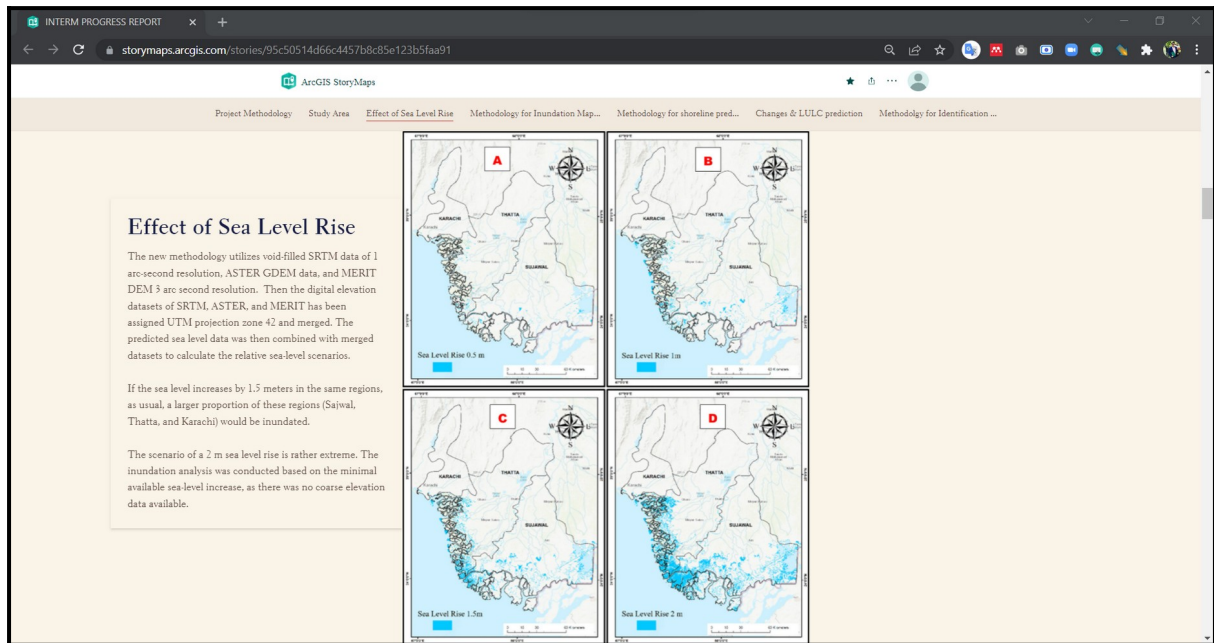 INTERM PROGRESS REPORT
storymaps.arcgis.com/stories/95c50514d66c4457b8c85e123b5faa91
ArcGIS StoryMaps
Project Methodology
Study Area
Effect of Sea Level Rise
Methodology for Inundation Map...
Methodology for shoreline pred...
Changes & LULC prediction
Methodolgy for Identification ...
Effect of Sea Level Rise
The new methodology utilizes void-filled SRTM data of 1
arc-second resolution, ASTER GDEM data, and MERIT
DEM 3 arc second resolution. Then the digital elevation
datasets of SRTM, ASTER, and MERIT has been
assigned UTM projection zone 42 and merged. The
predicted sea level data was then combined with merged
datasets to calculate the relative sea-level scenarios.
If the sea level increases by 1.5 meters in the same regions,
as usual, a larger proportion of these regions (Sajwal,
Thatta, and Karachi) would be inundated.
The scenario of a 2 m sea level rise is rather extreme. The
inundation analysis was conducted based on the minimal
available sea-level increase, as there was no coarse elevation
data available.
A
N
W
S
KARACHI
THATTA
SUJAWAL
Sea Level Rise 0.5 m
B
N
W
S
KARACHI
THATTA
SUJAWAL
Sea Level Rise 1m
C
N
W
S
KARACHI
THATTA
SUJAWAL
Sea Level Rise 1.5m
D
N
W
S
KARACHI
THATTA
SUJAWAL
Sea Level Rise 2 m